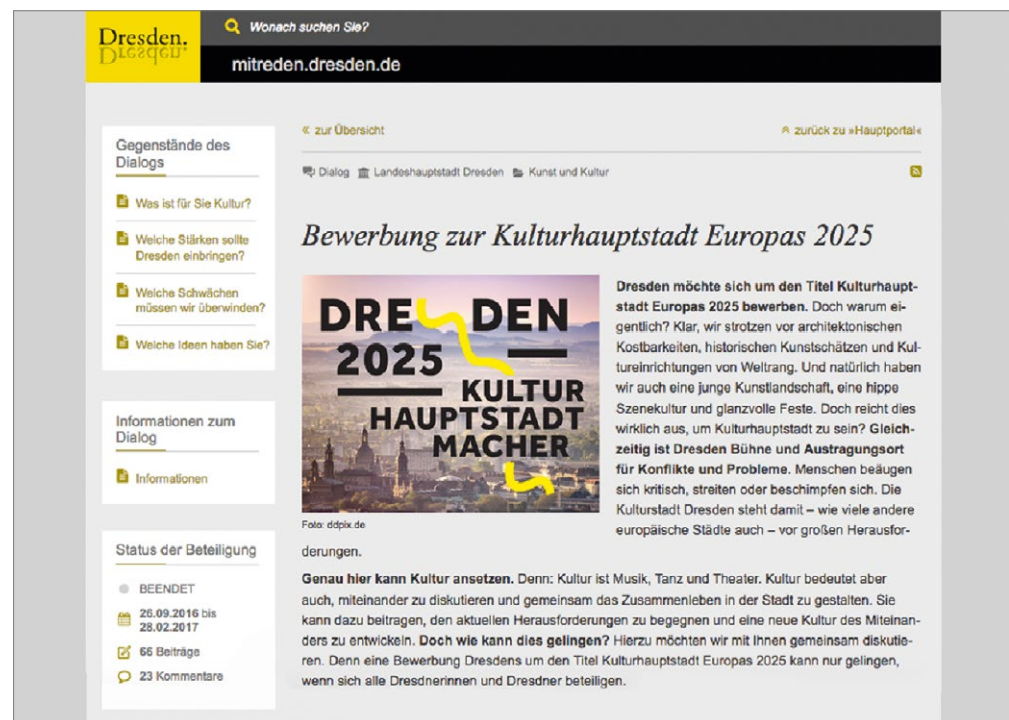 Dresden.
Wonach suchen Sie?
mitreden.dresden.de
« zur Übersicht
zurück zu »Hauptportal«
Dialog Landeshauptstadt Dresden Kunst und Kultur
Gegenstände des
Dialogs
Was ist für Sie Kultur?
Welche Stärken sollte
Dresden einbringen?
Welche Schwächen
müssen wir überwinden?
Welche Ideen haben Sie?
Informationen zum
Dialog
Informationen
Status der Beteiligung
BEENDET
26.09.2016 bis
28.02.2017
66 Beiträge
23 Kommentare
Bewerbung zur Kulturhauptstadt Europas 2025
DRESDEN
2025
KULTUR
HAUPTSTADT
MACHER
Foto: ddpix.de
Dresden möchte sich um den Titel Kulturhaupt-
stadt Europas 2025 bewerben. Doch warum ei-
gentlich? Klar, wir strotzen vor architektonischen
Kostbarkeiten, historischen Kunstschätzen und Kul-
tureinrichtungen von Weltrang. Und natürlich haben
wir auch eine junge Kunstlandschaft, eine hippe
Szenekultur und glanzvolle Feste. Doch reicht dies
wirklich aus, um Kulturhauptstadt zu sein? Gleich-
zeitig ist Dresden Bühne und Austragungsort
für Konflikte und Probleme. Menschen beäugen
sich kritisch, streiten oder beschimpfen sich. Die
Kulturstadt Dresden steht damit – wie viele andere
europäische Städte auch – vor großen Herausfor-
derungen.
Genau hier kann Kultur ansetzen. Denn: Kultur ist Musik, Tanz und Theater. Kultur bedeutet aber
auch, miteinander zu diskutieren und gemeinsam das Zusammenleben in der Stadt zu gestalten. Sie
kann dazu beitragen, den aktuellen Herausforderungen zu begegnen und eine neue Kultur des Miteinan-
ders zu entwickeln. Doch wie kann dies gelingen? Hierzu möchten wir mit Ihnen gemeinsam diskutie-
ren. Denn eine Bewerbung Dresdens um den Titel Kulturhauptstadt Europas 2025 kann nur gelingen,
wenn sich alle Dresdnerinnen und Dresdner beteiligen.